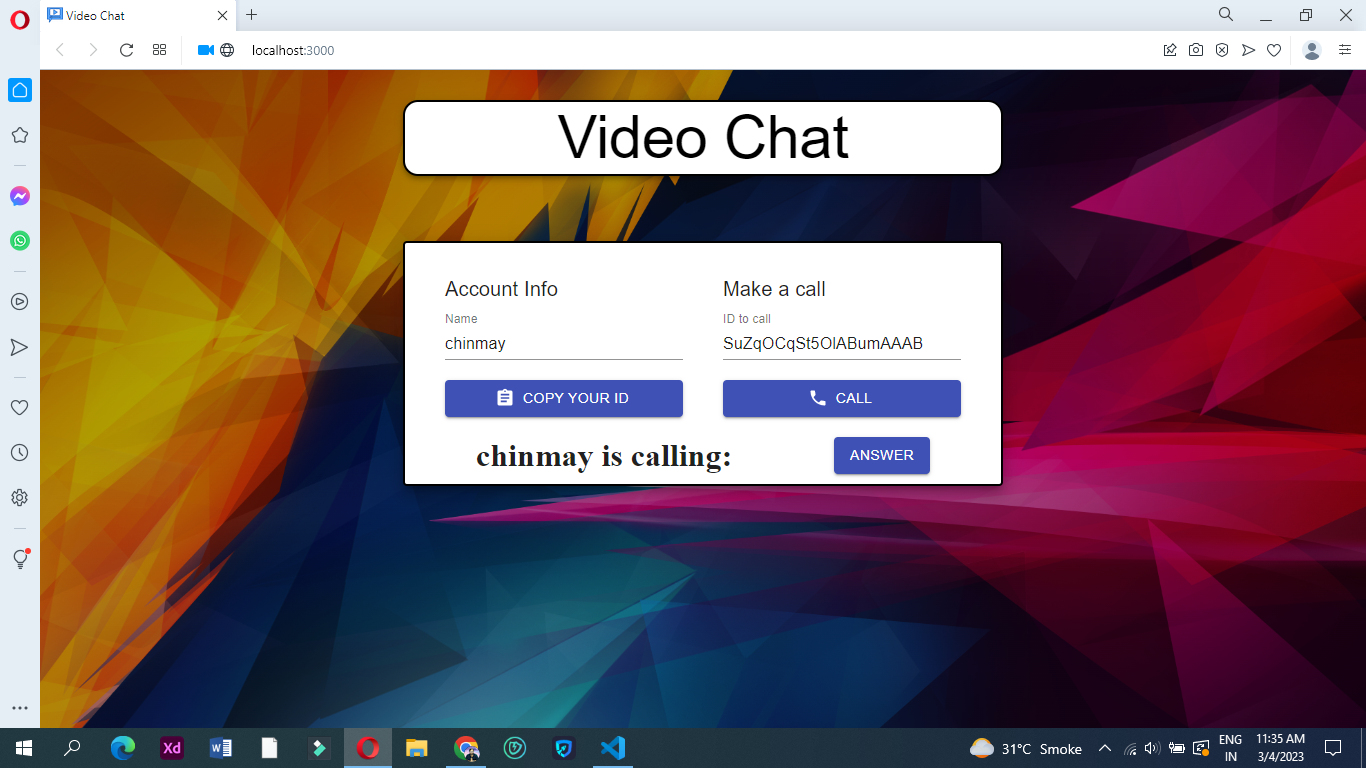 Video Chat
localhost:3000
Video Chat
Account Info
Name
chinmay
COPY YOUR ID
Make a call
ID to call
SuZqOCqSt5OlABumAAAB
CALL
chinmay is calling:
ANSWER
Xd
W
31°C Smoke
ENG
IN
11:35 AM
3/4/2023